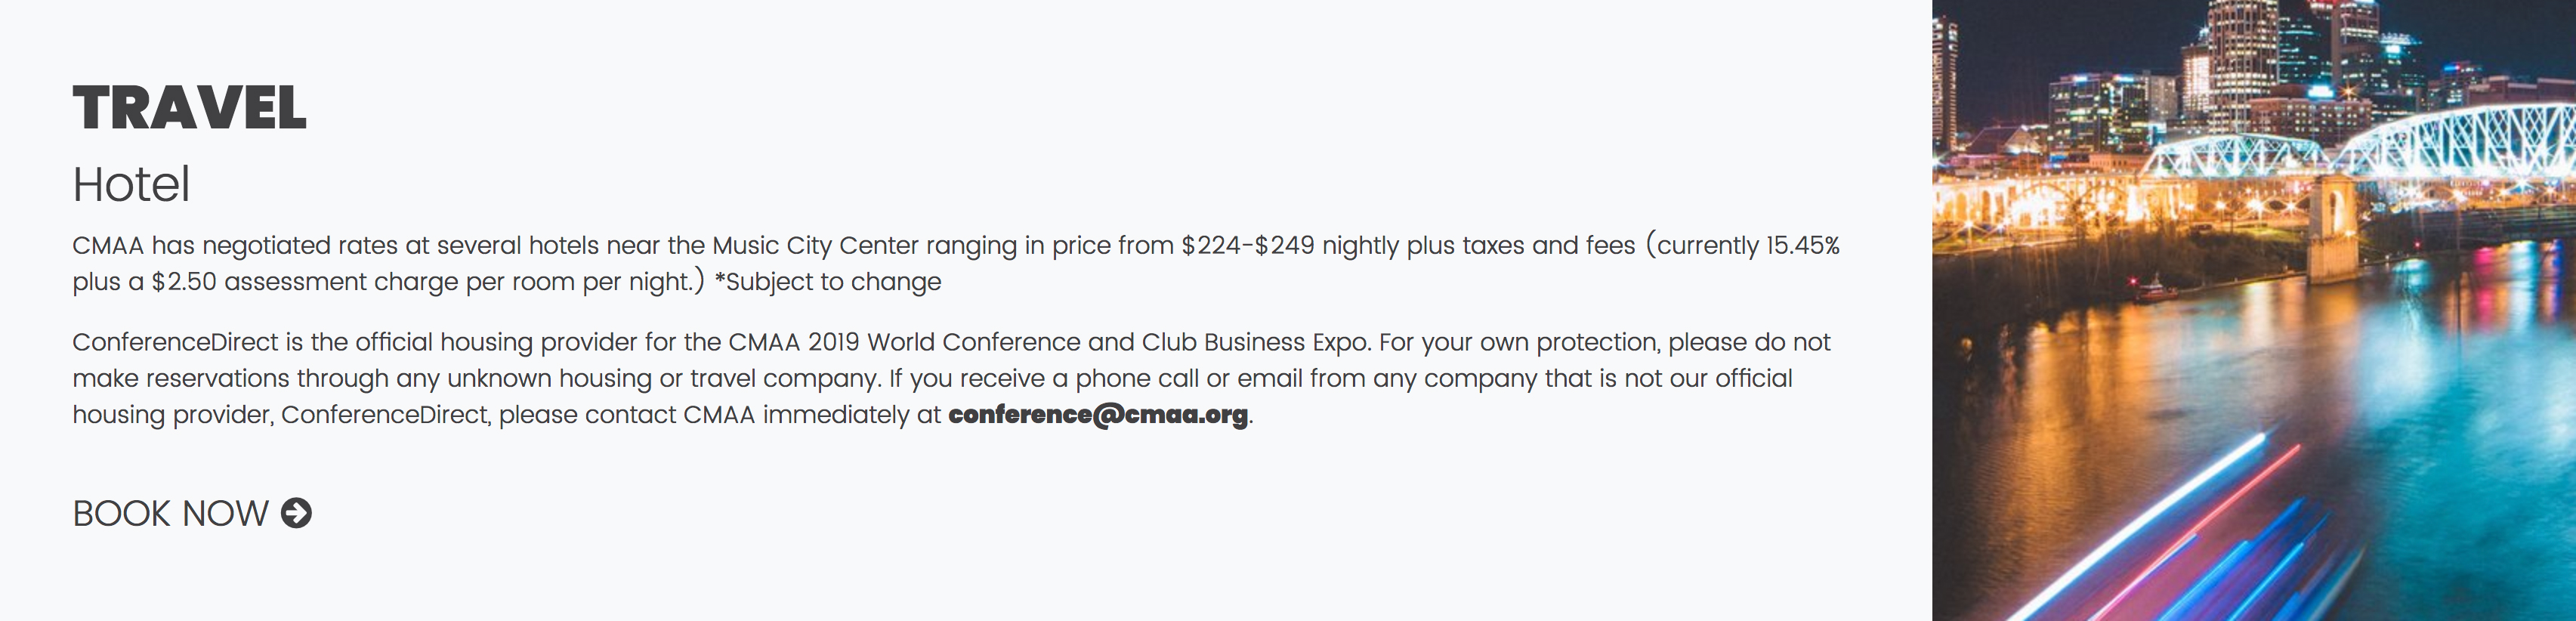 TRAVEL
Hotel
CMAA has negotiated rates at several hotels near the Music City Center ranging in price from $224-$249 nightly plus taxes and fees (currently 15.45%
plus a $2.50 assessment charge per room per night.) *Subject to change
ConferenceDirect is the official housing provider for the CMAA 2019 World Conference and Club Business Expo. For your own protection, please do not
make reservations through any unknown housing or travel company. If you receive a phone call or email from any company that is not our official
housing provider, ConferenceDirect, please contact CMAA immediately at conference@cmaa.org.
BOOK NOW